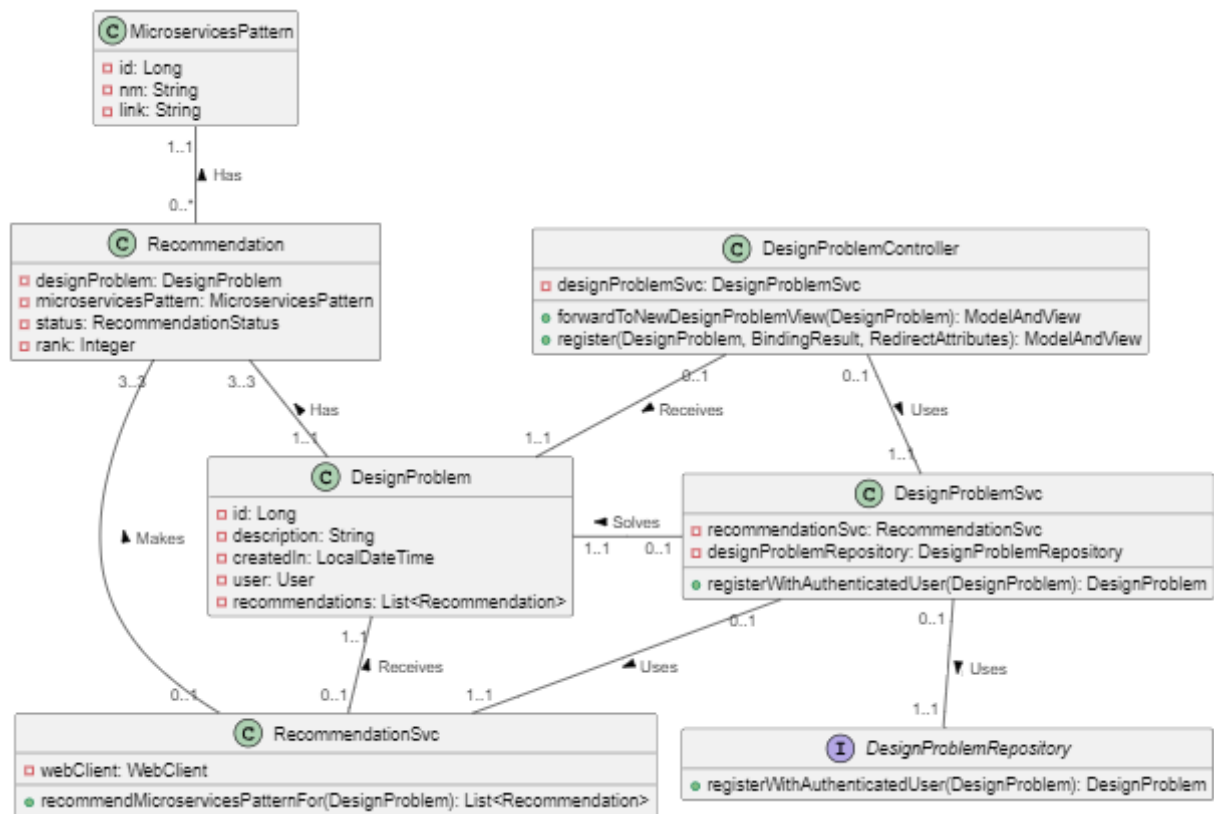 C MicroservicesPattern
id: Long
nm: String
link: String
1..1
Has
0..*
C Recommendation
designProblem: DesignProblem
microservicesPattern: MicroservicesPattern
status: RecommendationStatus
rank: Integer
C DesignProblemController
designProblemSvc: DesignProblemSvc
forwardToNewDesignProblemView(DesignProblem): ModelAndView
register(DesignProblem, BindingResult, RedirectAttributes): ModelAndView
3..3
3..3
0..1
0..1
Has
Receives
Uses
1..1
1..1
1..1
C DesignProblem
id: Long
description: String
createdIn: LocalDateTime
user: User
recommendations: List<Recommendation>
Solves
1..1
0..1
C DesignProblemSvc
recommendationSvc: RecommendationSvc
designProblemRepository: DesignProblemRepository
registerWithAuthenticatedUser(DesignProblem): DesignProblem
Makes
1..1
0..1
0..1
Receives
Uses
Uses
0..1
0..1
1..1
1..1
C RecommendationSvc
webClient: WebClient
recommendMicroservicesPatternFor(DesignProblem): List<Recommendation>
I DesignProblemRepository
registerWithAuthenticatedUser(DesignProblem): DesignProblem